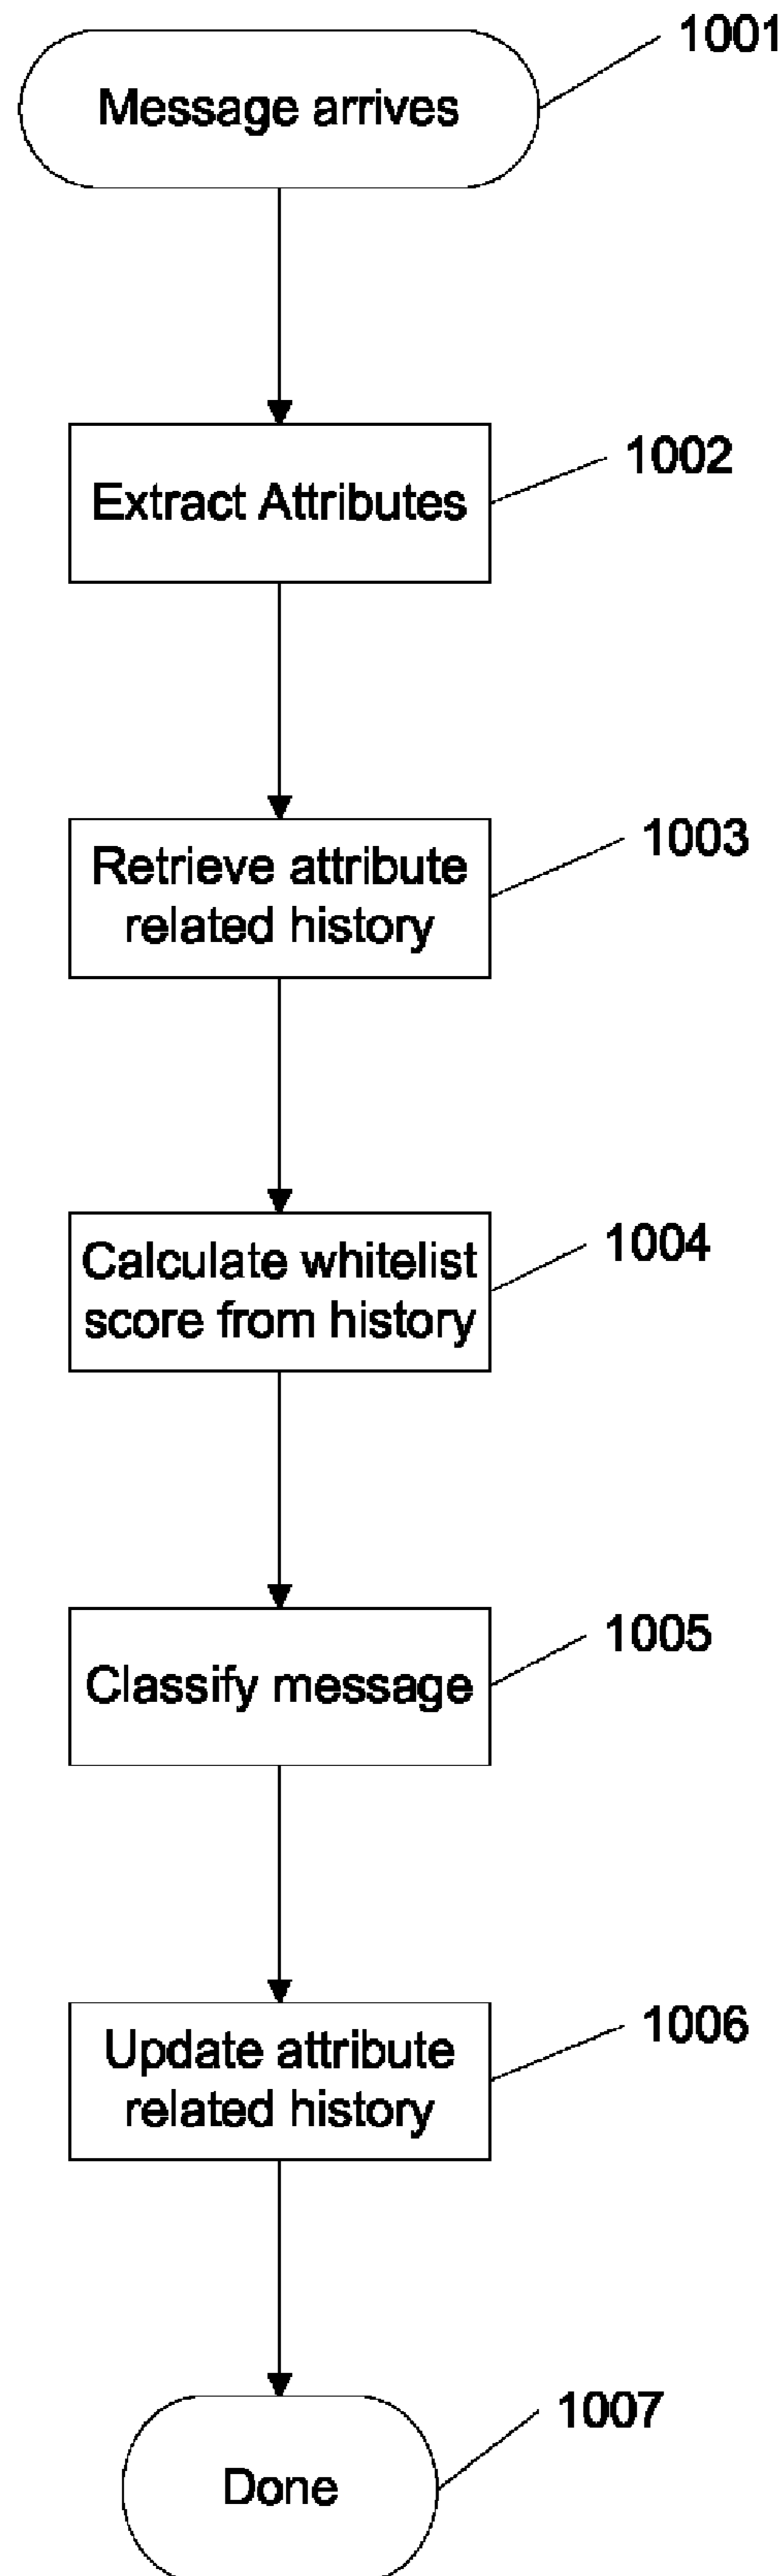 1001
Message arrives
1002
Extract Attributes
1003
Retrieve attribute
related history
1004
Calculate whitelist
score from history
1005
Classify message
1006
Update attribute
related history
1007
Done